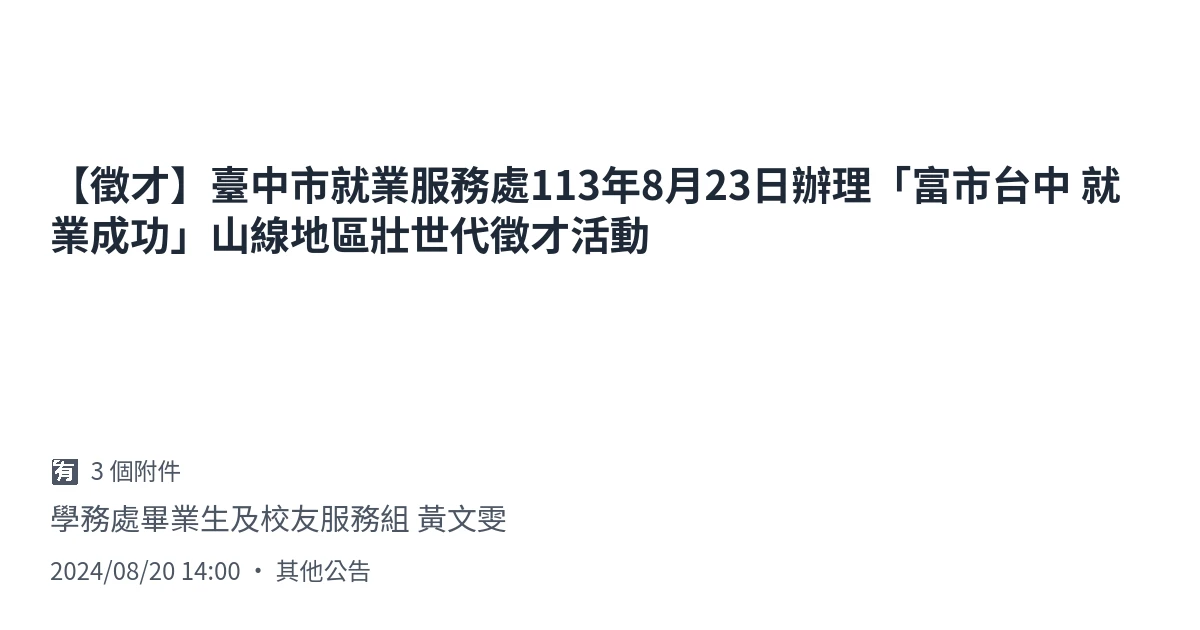 【徵才】臺中市就業服務處113年8月23日辦理「富市台中 就
業成功」山線地區壯世代徵才活動
有 3 個附件
學務處畢業生及校友服務組 黃文雯
2024/08/20 14:00 • 其他公告